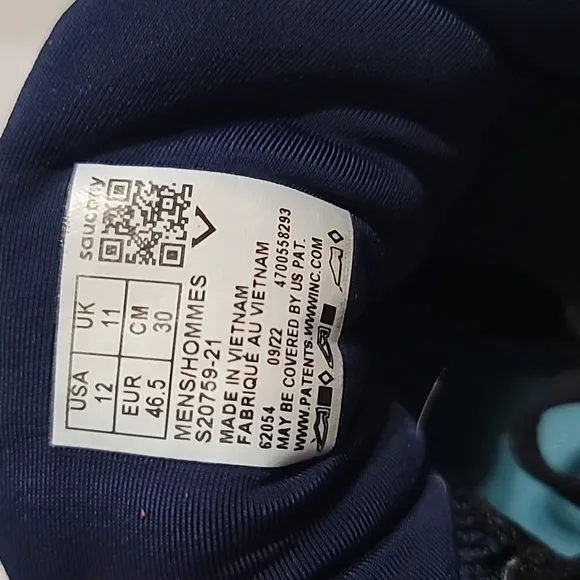 saucony
USA UK
12 11
EUR CM
46.5 30
MENS/HOMMES
S20759-21
MADE IN VIETNAM
FABRIQUÉ AU VIETNAM
62054 09/22 4700558293
MAY BE COVERED BY US PAT.
WWW.PATENTS.WWWINC.COM